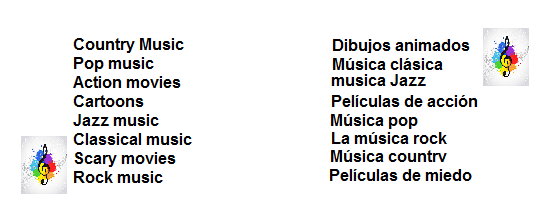 Country Music
Pop music
Action movies
Cartoons
Jazz music
Classical music
Scary movies
Rock music
Dibujos animados
Música clásica
musica Jazz
Películas de acción
Música pop
La música rock
Música country
Películas de miedo